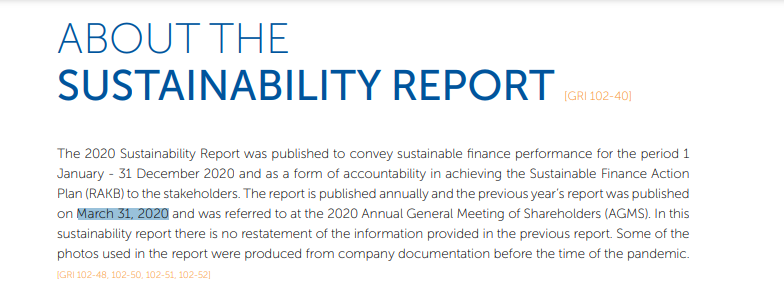 ABOUT THE
SUSTAINABILITY REPORT [GRI 102-40]
The 2020 Sustainability Report was published to convey sustainable finance performance for the period 1
January - 31 December 2020 and as a form of accountability in achieving the Sustainable Finance Action
Plan (RAKB) to the stakeholders. The report is published annually and the previous year's report was published
on March 31, 2020 and was referred to at the 2020 Annual General Meeting of Shareholders (AGMS). In this
sustainability report there is no restatement of the information provided in the previous report. Some of the
photos used in the report were produced from company documentation before the time of the pandemic.
[GRI 102-48, 102-50, 102-51, 102-52]